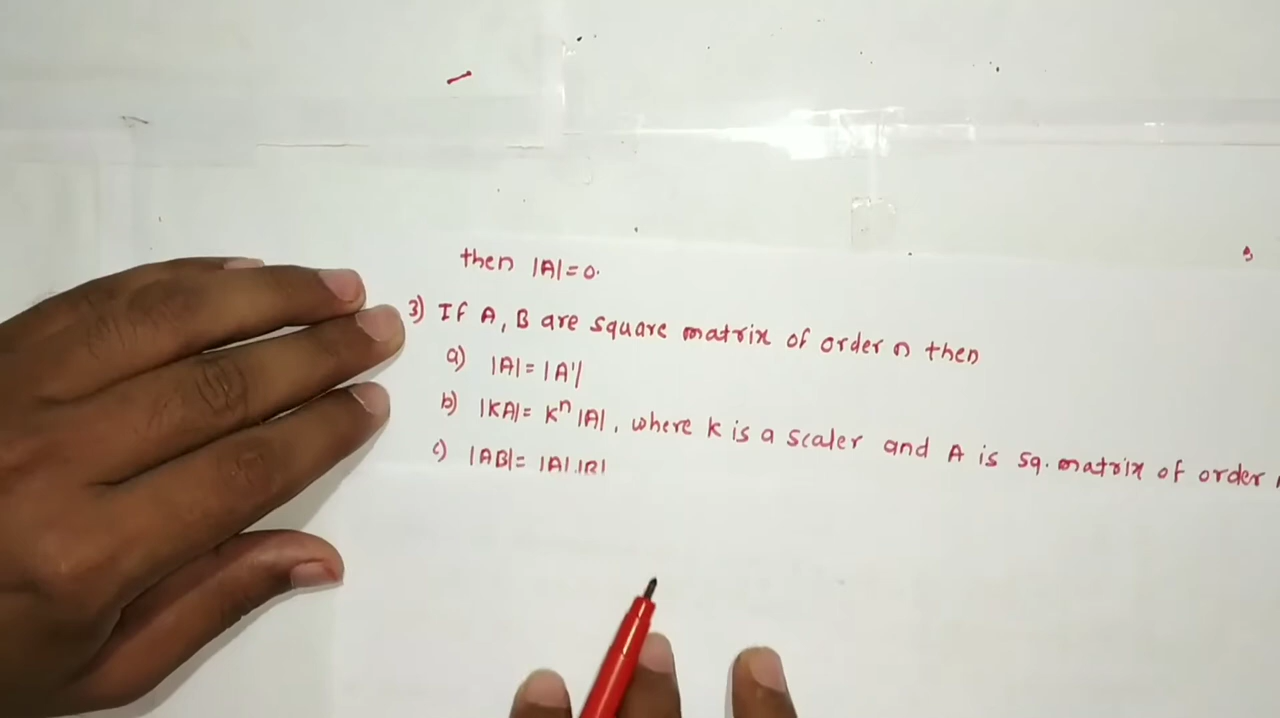 then |A|=0.
3) If A, B are square matrix of order n then
a) |A|=|A'|
b) |KA|= K^n |A|, where k is a scaler and A is sq. matrix of order
c) |AB|= |A|.|B|